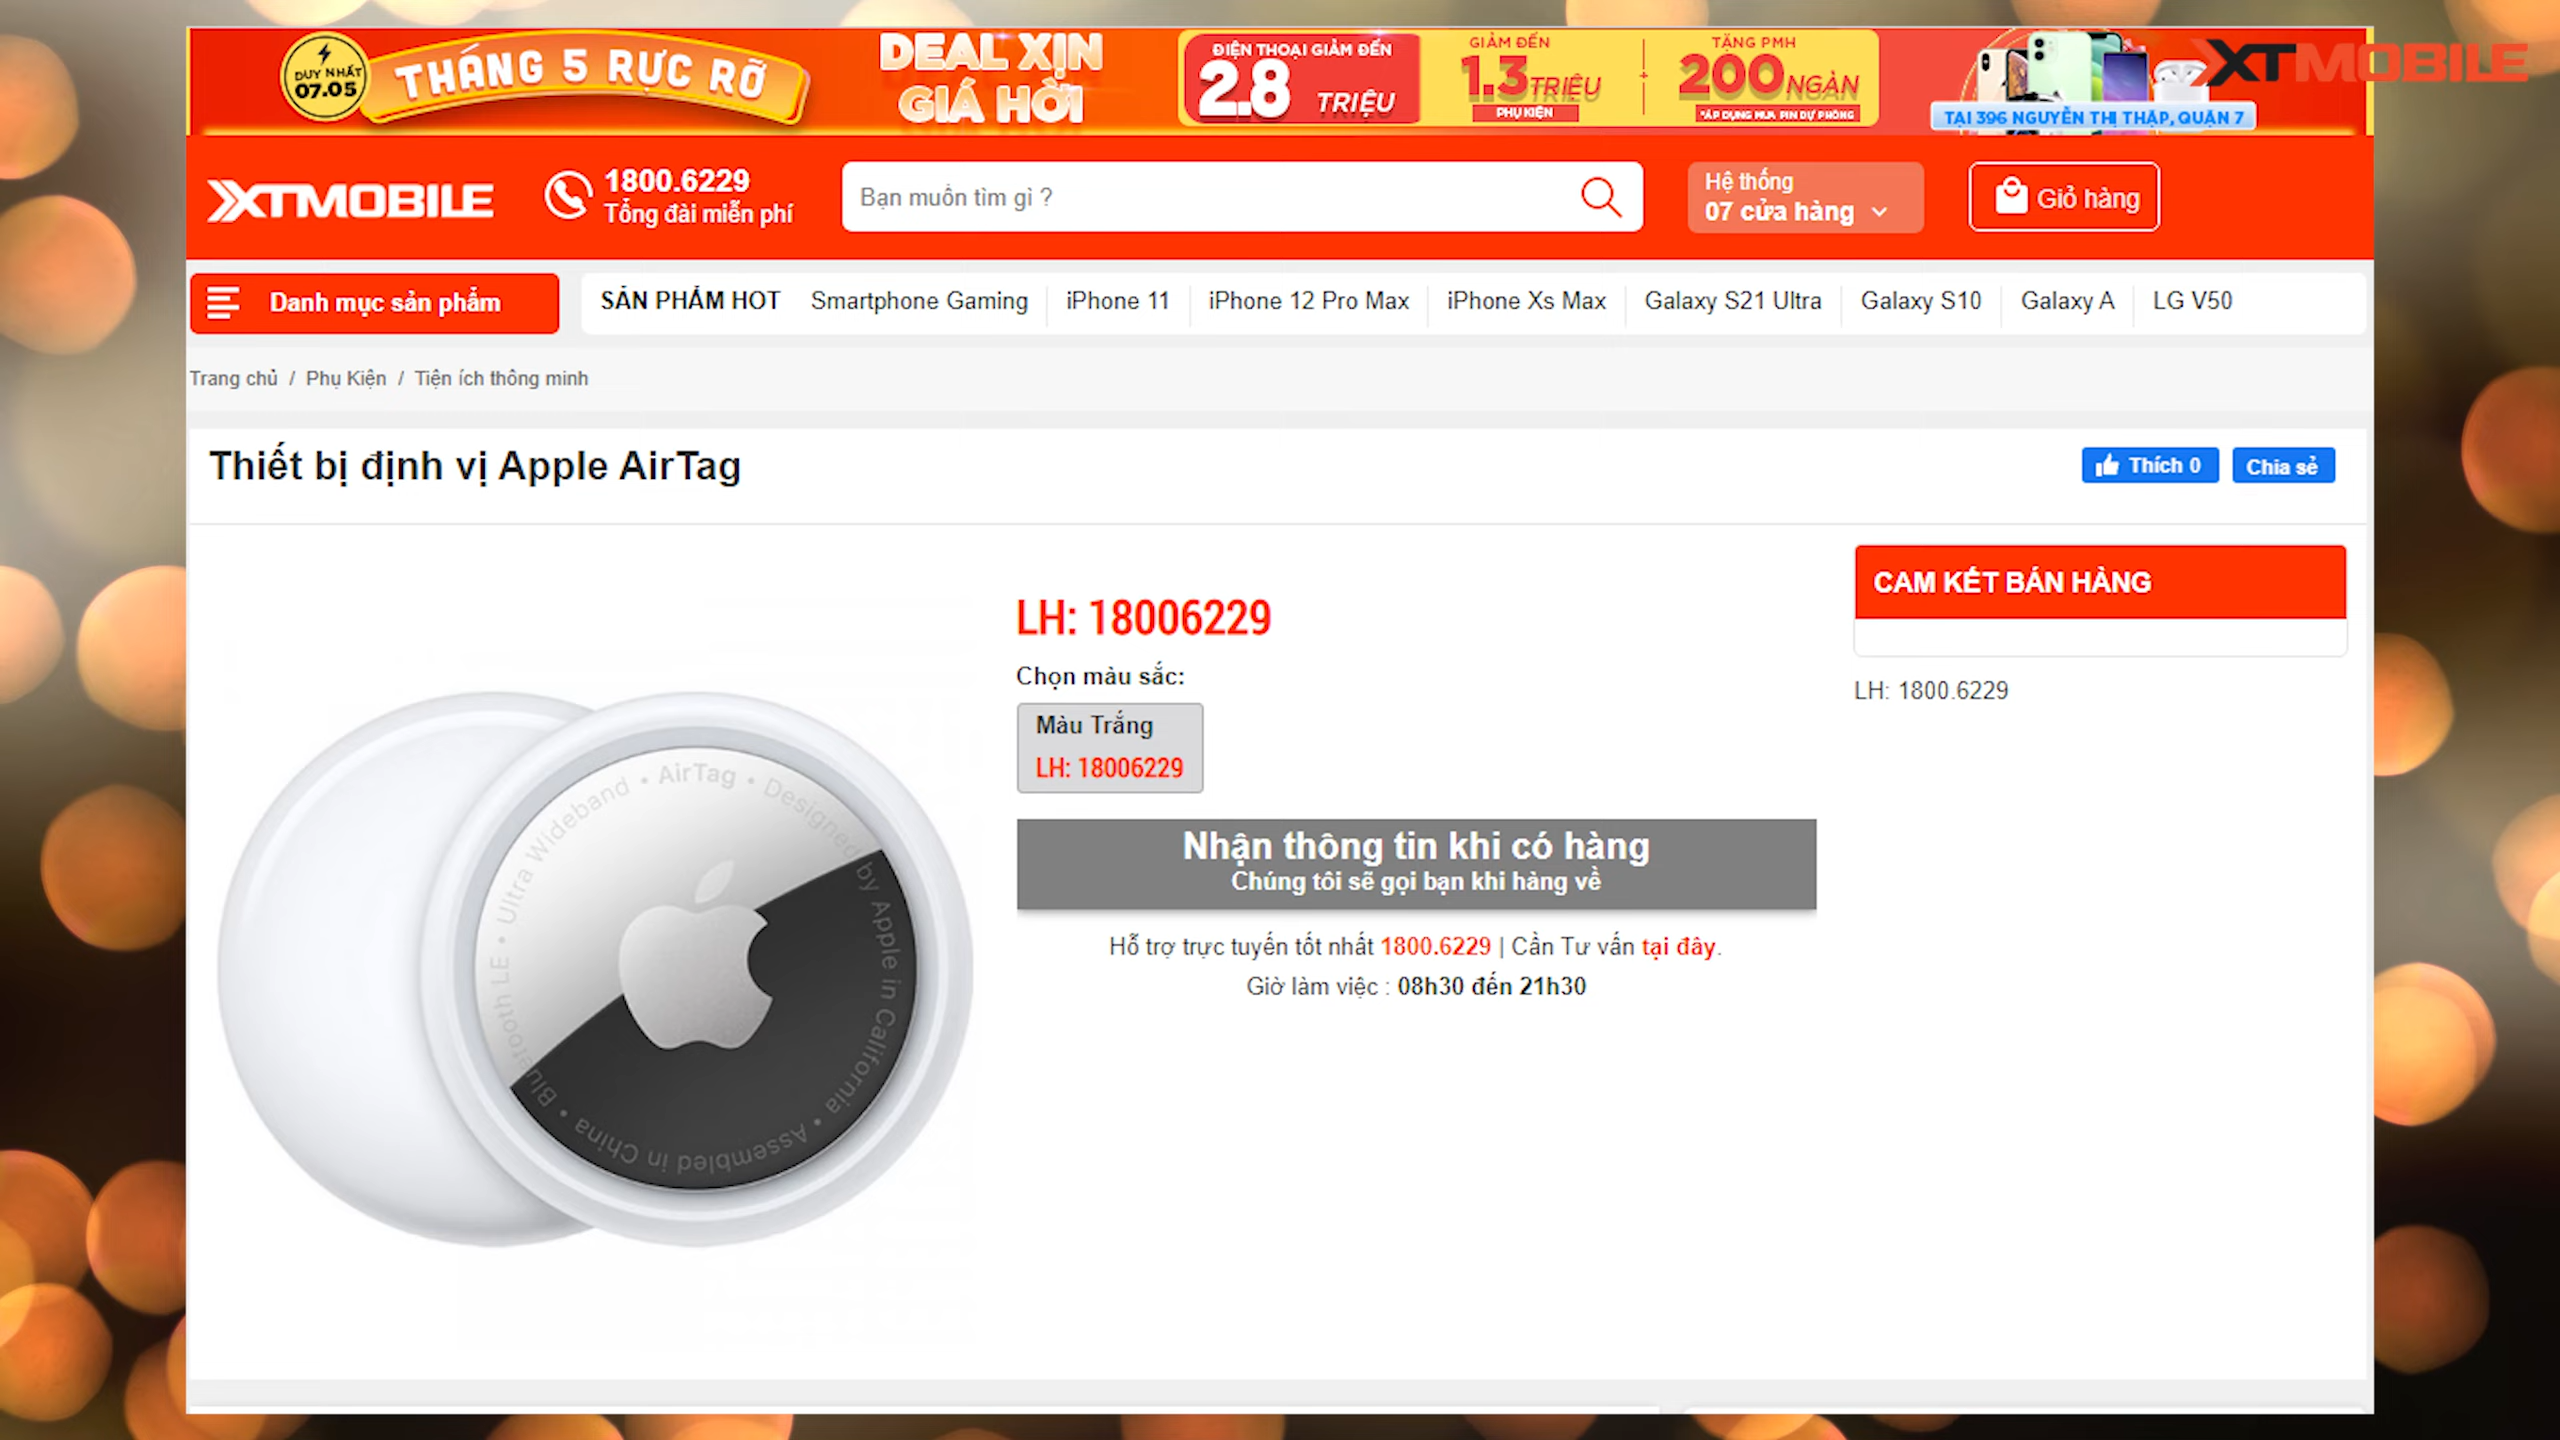 DUY NHẤT
07.05
THÁNG 5 RỰC RỠ
DEAL XỊN
GIÁ HỜI
ĐIỆN THOẠI GIẢM ĐẾN
2.8 TRIỆU
GIẢM ĐẾN
1.3 TRIỆU
PHỤ KIỆN
+
TẶNG PMH
200 NGÀN
*ÁP DỤNG MUA PIN DỰ PHÒNG
TẠI 396 NGUYỄN THỊ THẬP, QUẬN 7
XTMOBILE
XTMOBILE
1800.6229
Tổng đài miễn phí
Bạn muốn tìm gì ?
Hệ thống
07 cửa hàng
Giỏ hàng
Danh mục sản phẩm
SẢN PHẨM HOT Smartphone Gaming iPhone 11 iPhone 12 Pro Max iPhone Xs Max Galaxy S21 Ultra Galaxy S10 Galaxy A LG V50
Trang chủ / Phụ Kiện / Tiện ích thông minh
Thiết bị định vị Apple AirTag
Thích 0
Chia sẻ
AirTag • Designed by Apple in California • Assembled in China • Bluetooth LE • Ultra Wideband •
LH: 18006229
Chọn màu sắc:
Màu Trắng
LH: 18006229
Nhận thông tin khi có hàng
Chúng tôi sẽ gọi bạn khi hàng về
Hỗ trợ trực tuyến tốt nhất 1800.6229 | Cần Tư vấn tại đây.
Giờ làm việc : 08h30 đến 21h30
CAM KẾT BÁN HÀNG
LH: 1800.6229